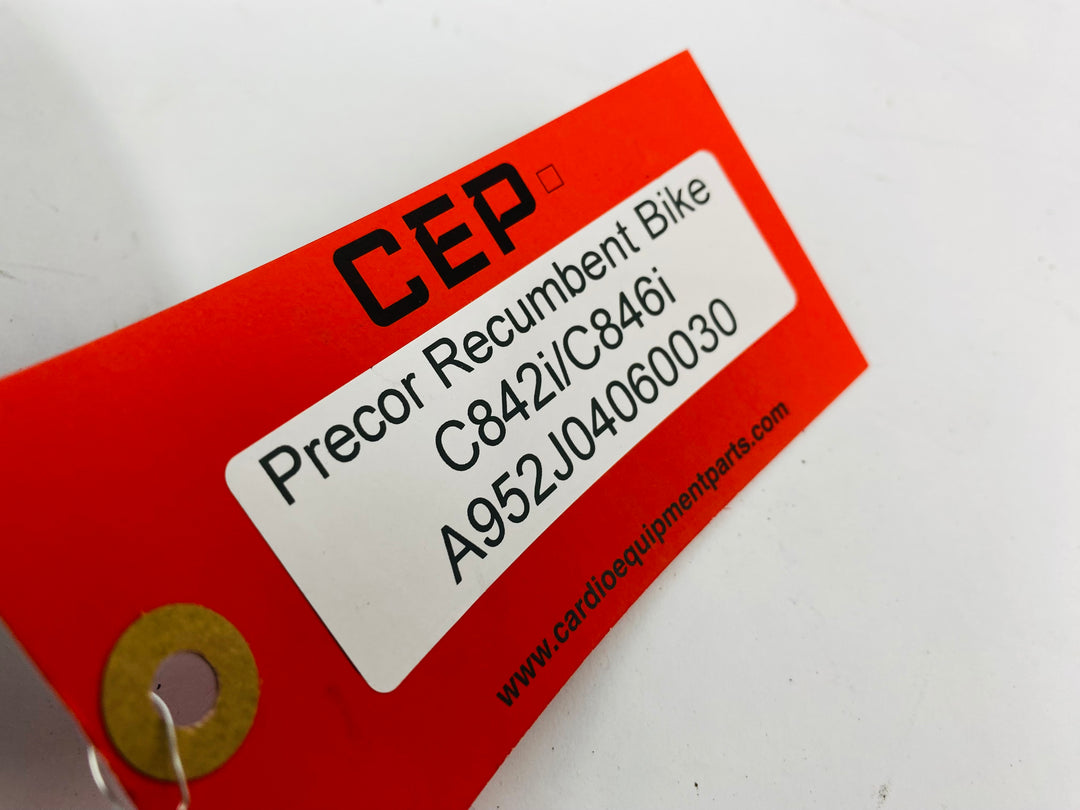 CEP
Precor Recumbent Bike
C842i/C846i
A952J04060030
www.cardioequipmentparts.com